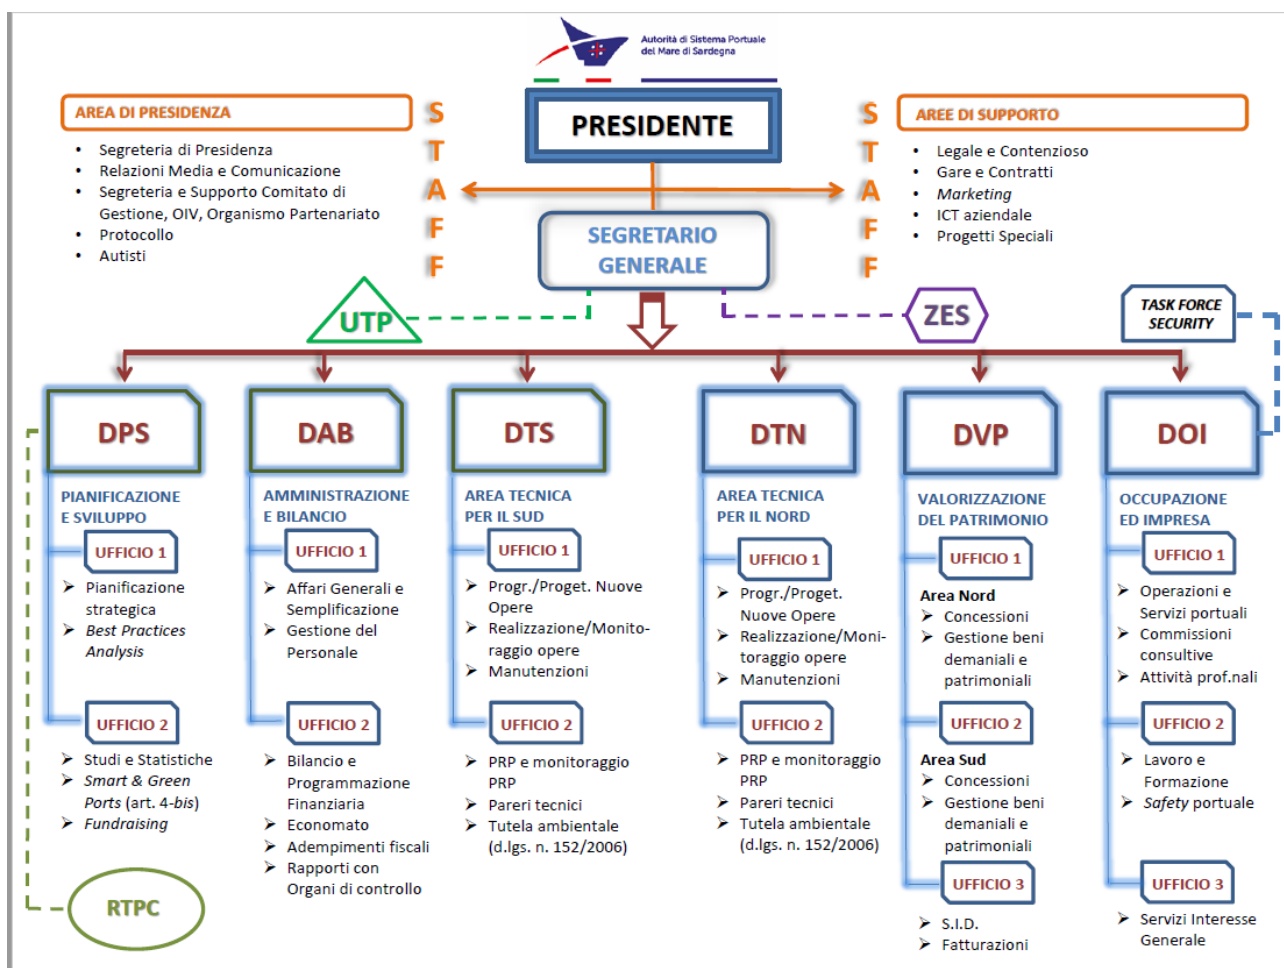 Autorità di Sistema Portuale
del Mare di Sardegna
AREA DI PRESIDENZA
• Segreteria di Presidenza
• Relazioni Media e Comunicazione
• Segreteria e Supporto Comitato di
Gestione, OIV, Organismo Partenariato
• Protocollo
• Autisti
STAFF
PRESIDENTE
SEGRETARIO
GENERALE
STAFF
AREE DI SUPPORTO
• Legale e Contenzioso
• Gare e Contratti
• Marketing
• ICT aziendale
• Progetti Speciali
UTP
ZES
TASK FORCE
SECURITY
DPS
PIANIFICAZIONE
E SVILUPPO
UFFICIO 1
➢ Pianificazione
strategica
➢ Best Practices
Analysis
UFFICIO 2
➢ Studi e Statistiche
➢ Smart & Green
Ports (art. 4-bis)
➢ Fundraising
RTPC
DAB
AMMINISTRAZIONE
E BILANCIO
UFFICIO 1
➢ Affari Generali e
Semplificazione
➢ Gestione del
Personale
UFFICIO 2
➢ Bilancio e
Programmazione
Finanziaria
➢ Economato
➢ Adempimenti fiscali
➢ Rapporti con
Organi di controllo
DTS
AREA TECNICA
PER IL SUD
UFFICIO 1
➢ Progr./Proget. Nuove
Opere
➢ Realizzazione/Monito-
raggio opere
➢ Manutenzioni
UFFICIO 2
➢ PRP e monitoraggio
PRP
➢ Pareri tecnici
➢ Tutela ambientale
(d.lgs. n. 152/2006)
DTN
AREA TECNICA
PER IL NORD
UFFICIO 1
➢ Progr./Proget.
Nuove Opere
➢ Realizzazione/Moni-
toraggio opere
➢ Manutenzioni
UFFICIO 2
➢ PRP e monitoraggio
PRP
➢ Pareri tecnici
➢ Tutela ambientale
(d.lgs. n. 152/2006)
DVP
VALORIZZAZIONE
DEL PATRIMONIO
UFFICIO 1
Area Nord
➢ Concessioni
➢ Gestione beni
demaniali e
patrimoniali
UFFICIO 2
Area Sud
➢ Concessioni
➢ Gestione beni
demaniali e
patrimoniali
UFFICIO 3
➢ S.I.D.
➢ Fatturazioni
DOI
OCCUPAZIONE
ED IMPRESA
UFFICIO 1
➢ Operazioni e
Servizi portuali
➢ Commissioni
consultive
➢ Attività prof.nali
UFFICIO 2
➢ Lavoro e
Formazione
➢ Safety portuale
UFFICIO 3
➢ Servizi Interesse
Generale